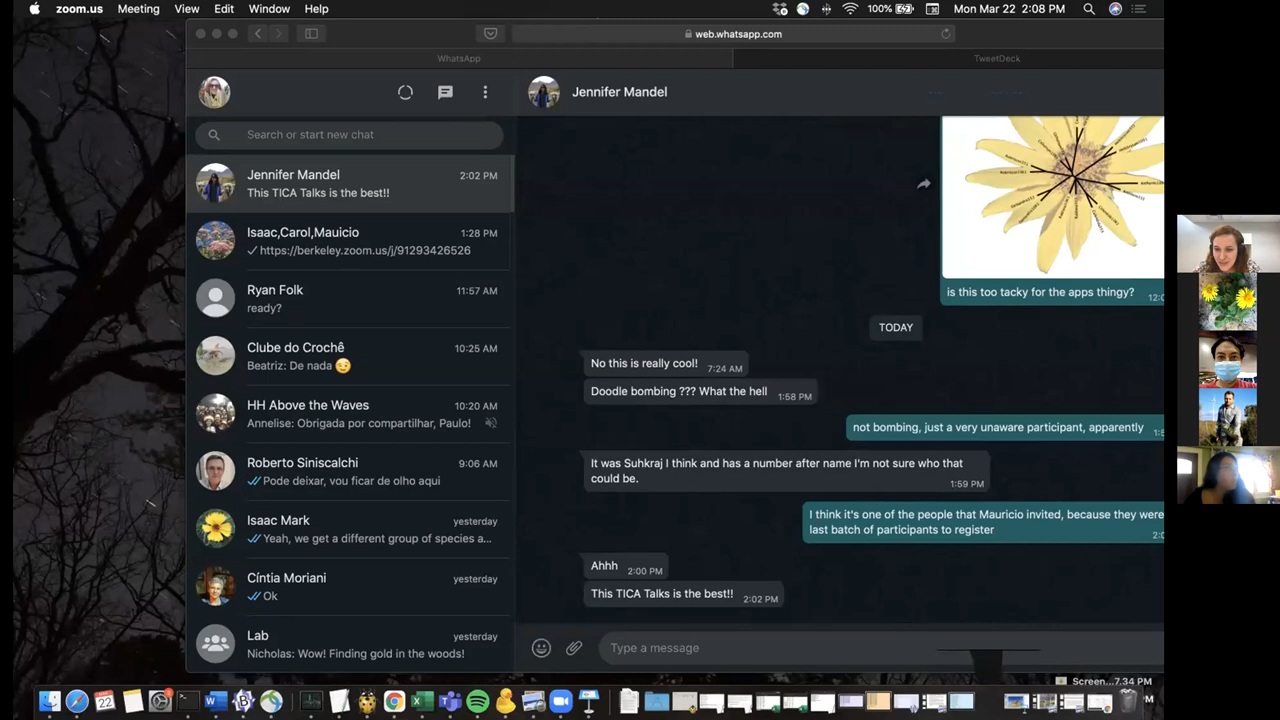 zoom.us Meeting View Edit Window Help
100% Mon Mar 22 2:08 PM
web.whatsapp.com
WhatsApp
TweetDeck
Search or start new chat
Jennifer Mandel 2:02 PM
This TICA Talks is the best!!
Isaac,Carol,Mauicio 1:28 PM
https://berkeley.zoom.us/j/91293426526
Ryan Folk 11:57 AM
ready?
Clube do Crochê 10:25 AM
Beatriz: De nada 😉
HH Above the Waves 10:20 AM
Annelise: Obrigada por compartilhar, Paulo!
Roberto Siniscalchi 9:06 AM
Pode deixar, vou ficar de olho aqui
Isaac Mark yesterday
Yeah, we get a different group of species a...
Cíntia Moriani yesterday
Ok
Lab yesterday
Nicholas: Wow! Finding gold in the woods!
Jennifer Mandel
is this too tacky for the apps thingy?
TODAY
No this is really cool! 7:24 AM
Doodle bombing ??? What the hell 1:58 PM
not bombing, just a very unaware participant, apparently
It was Suhkraj I think and has a number after name I'm not sure who that
could be. 1:59 PM
I think it's one of the people that Mauricio invited, because they were
last batch of participants to register
Ahhh 2:00 PM
This TICA Talks is the best!! 2:02 PM
Type a message
Screen...7.34 PM
22